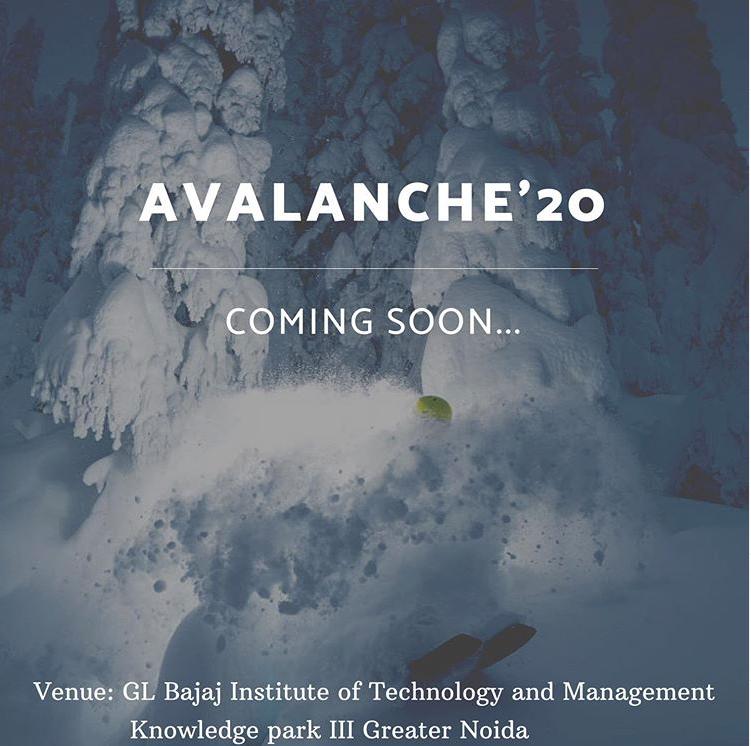 AVALANCHE'20
COMING SOON...
Venue: GL Bajaj Institute of Technology and Management
Knowledge park III Greater Noida